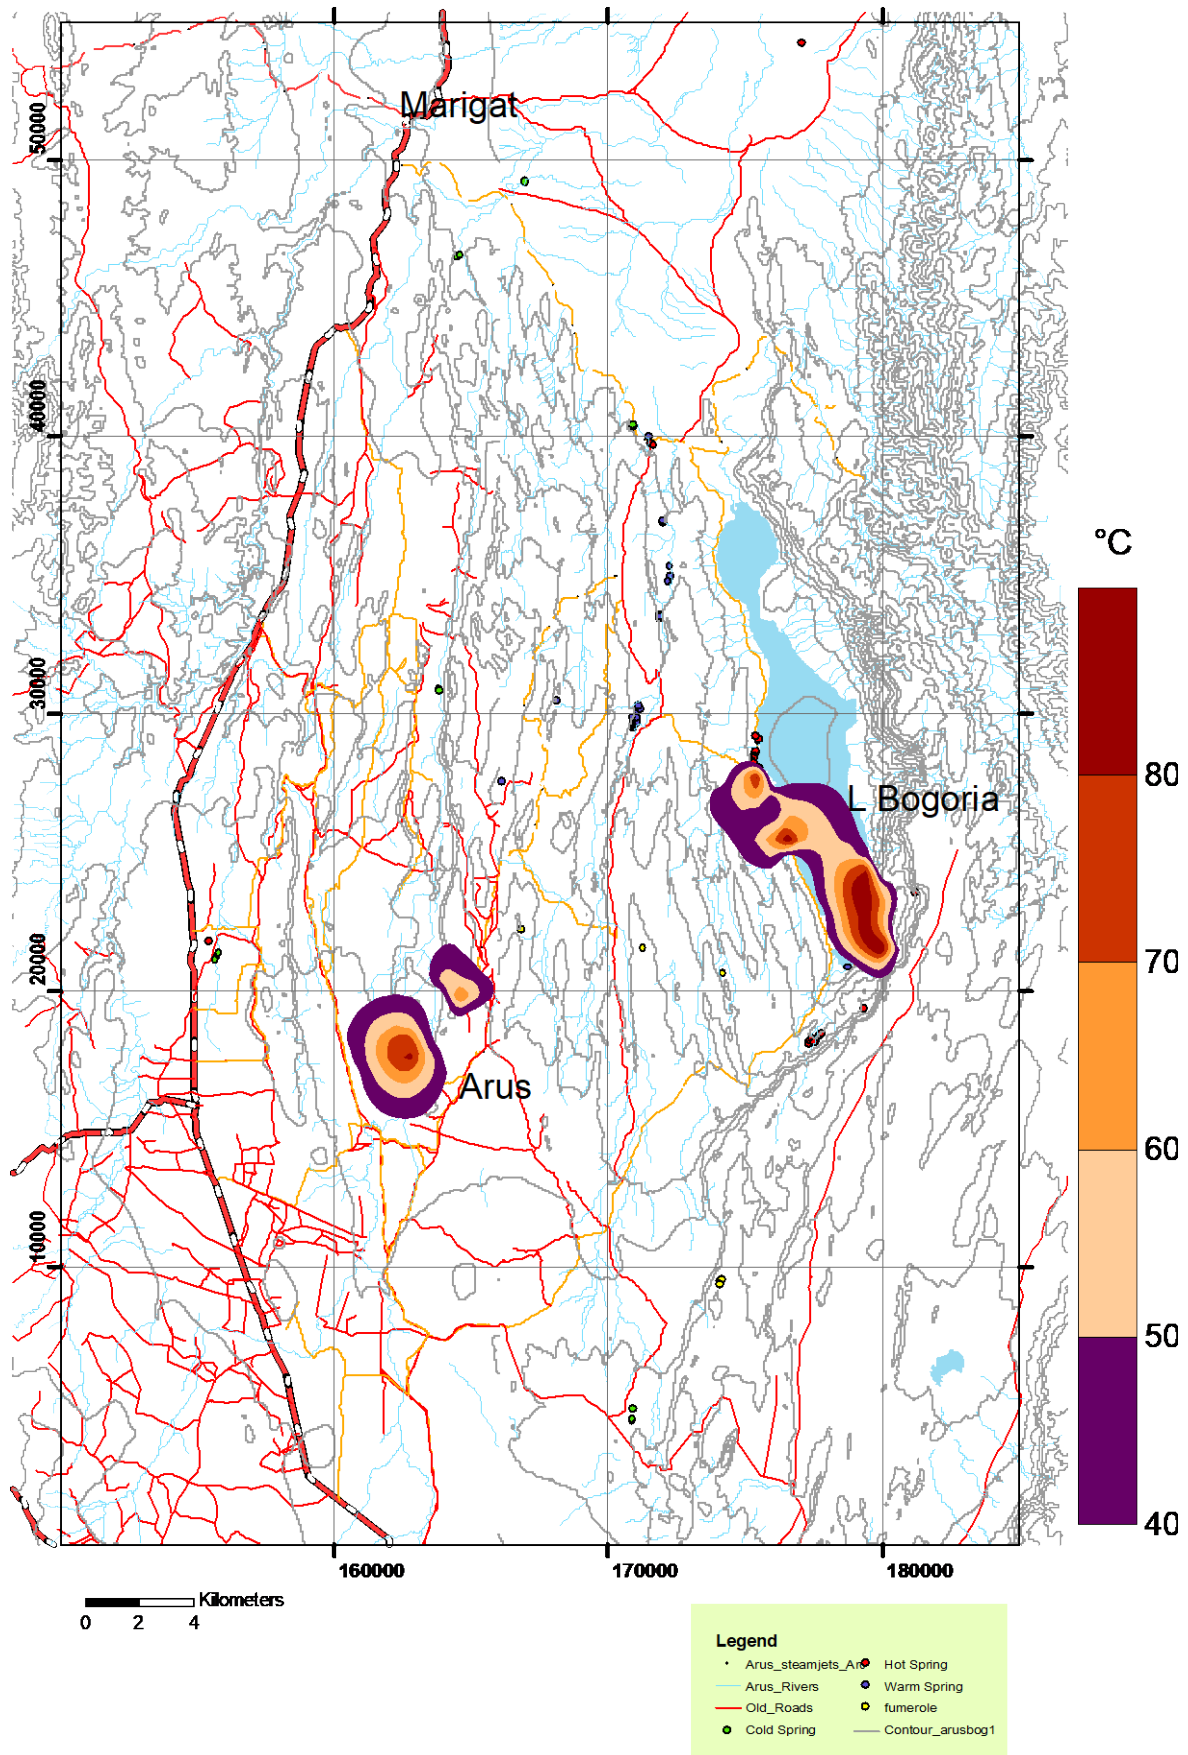 Marigat
50000
40000
°C
30000
80
L Bogoria
70
20000
Arus
60
10000
50
40
160000
170000
180000
Kilometers
0 2 4
Legend
Arus_steamjets_Ar Hot Spring
Arus_Rivers Warm Spring
Old_Roads fumerole
Cold Spring Contour_arusbog1